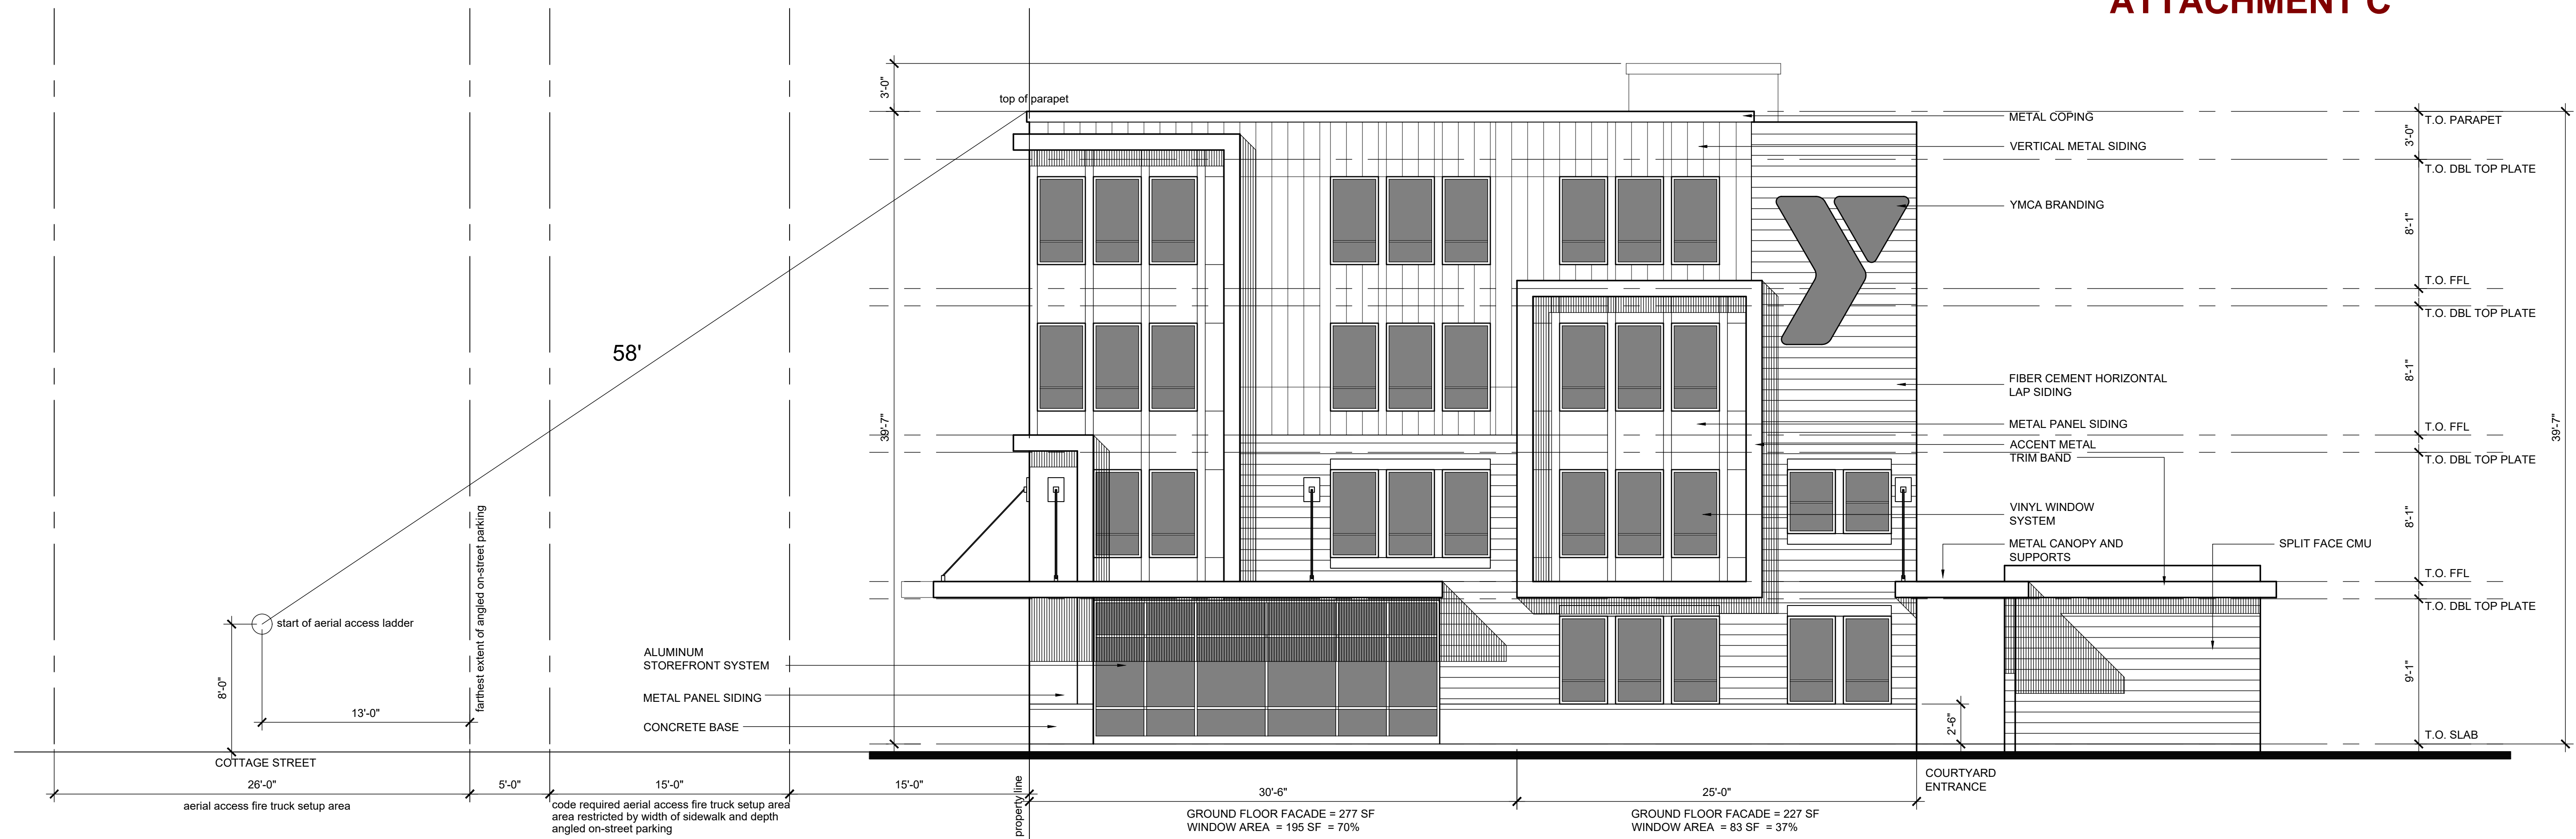 ATTACHMENT C
3'-0"
top of parapet
METAL COPING
VERTICAL METAL SIDING
YMCA BRANDING
FIBER CEMENT HORIZONTAL
LAP SIDING
METAL PANEL SIDING
ACCENT METAL
TRIM BAND
VINYL WINDOW
SYSTEM
METAL CANOPY AND
SUPPORTS
SPLIT FACE CMU
T.O. PARAPET
3'-0"
T.O. DBL TOP PLATE
8'-1"
T.O. FFL
T.O. DBL TOP PLATE
8'-1"
T.O. FFL
T.O. DBL TOP PLATE
8'-1"
T.O. FFL
T.O. DBL TOP PLATE
9'-1"
T.O. SLAB
39'-7"
58'
39'-7"
start of aerial access ladder
farthest extent of angled on-street parking
8'-0"
13'-0"
ALUMINUM
STOREFRONT SYSTEM
METAL PANEL SIDING
CONCRETE BASE
2'-6"
COTTAGE STREET
26'-0"
aerial access fire truck setup area
5'-0"
15'-0"
code required aerial access fire truck setup area
area restricted by width of sidewalk and depth
angled on-street parking
15'-0"
property line
30'-6"
GROUND FLOOR FACADE = 277 SF
WINDOW AREA = 195 SF = 70%
25'-0"
GROUND FLOOR FACADE = 227 SF
WINDOW AREA = 83 SF = 37%
COURTYARD
ENTRANCE